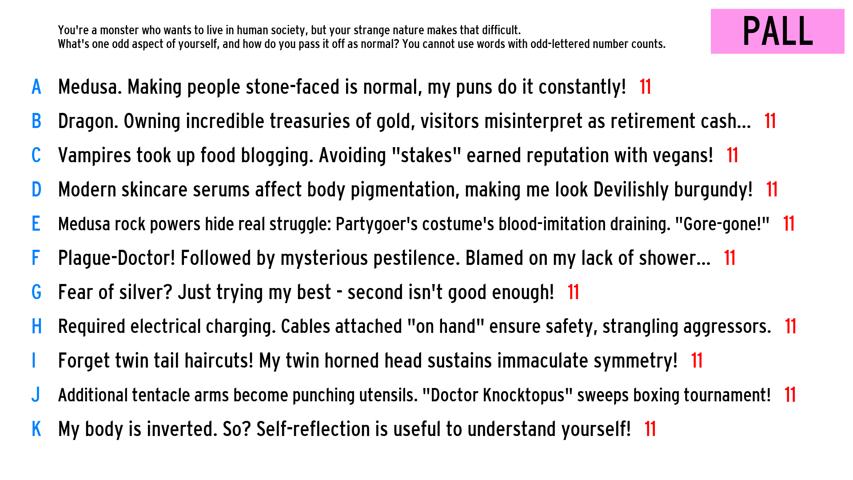 You're a monster who wants to live in human society, but your strange nature makes that difficult.
What's one odd aspect of yourself, and how do you pass it off as normal? You cannot use words with odd-lettered number counts.
PALL
A Medusa. Making people stone-faced is normal, my puns do it constantly! 11
B Dragon. Owning incredible treasuries of gold, visitors misinterpret as retirement cash... 11
C Vampires took up food blogging. Avoiding "stakes" earned reputation with vegans! 11
D Modern skincare serums affect body pigmentation, making me look Devilishly burgundy! 11
E Medusa rock powers hide real struggle: Partygoer's costume's blood-imitation draining. "Gore-gone!" 11
F Plague-Doctor! Followed by mysterious pestilence. Blamed on my lack of shower... 11
G Fear of silver? Just trying my best - second isn't good enough! 11
H Required electrical charging. Cables attached "on hand" ensure safety, strangling aggressors. 11
I Forget twin tail haircuts! My twin horned head sustains immaculate symmetry! 11
J Additional tentacle arms become punching utensils. "Doctor Knocktopus" sweeps boxing tournament! 11
K My body is inverted. So? Self-reflection is useful to understand yourself! 11